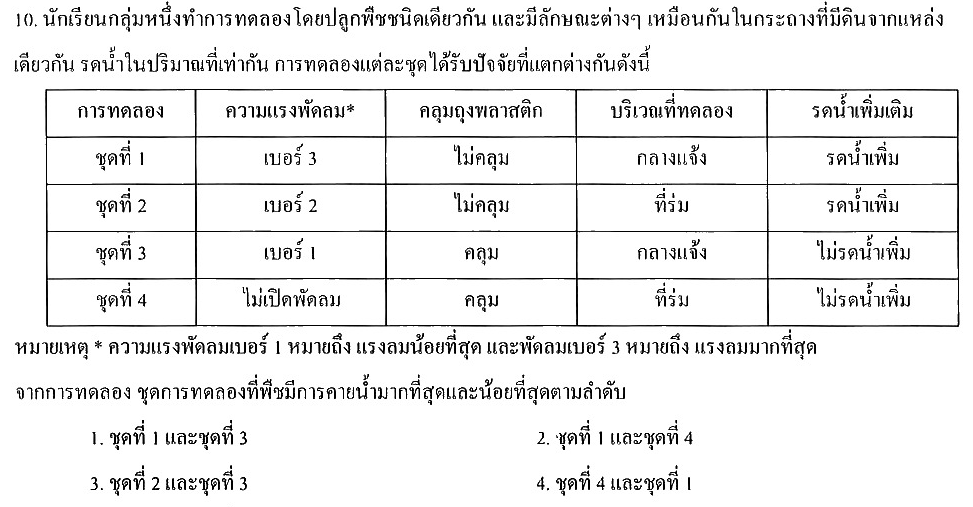 10. นักเรียนกลุ่มหนึ่งทำการทดลองโดยปลูกพืชชนิดเดียวกัน และมีลักษณะต่างๆ เหมือนกันในกระถางที่มีดินจากแหล่ง
เดียวกัน รดน้ำในปริมาณที่เท่ากัน การทดลองแต่ละชุดได้รับปัจจัยที่แตกต่างกันดังนี้
การทดลอง ความแรงพัดลม* คลุมถุงพลาสติก บริเวณที่ทดลอง รดน้ำเพิ่มเติม
ชุดที่ 1 เบอร์ 3 ไม่คลุม กลางแจ้ง รดน้ำเพิ่ม
ชุดที่ 2 เบอร์ 2 ไม่คลุม ที่ร่ม รดน้ำเพิ่ม
ชุดที่ 3 เบอร์ 1 คลุม กลางแจ้ง ไม่รดน้ำเพิ่ม
ชุดที่ 4 ไม่เปิดพัดลม คลุม ที่ร่ม ไม่รดน้ำเพิ่ม
หมายเหตุ * ความแรงพัดลมเบอร์ 1 หมายถึง แรงลมน้อยที่สุด และพัดลมเบอร์ 3 หมายถึง แรงลมมากที่สุด
จากการทดลอง ชุดการทดลองที่พืชมีการคายน้ำมากที่สุดและน้อยที่สุดตามลำดับ
1. ชุดที่ 1 และชุดที่ 3 2. ชุดที่ 1 และชุดที่ 4
3. ชุดที่ 2 และชุดที่ 3 4. ชุดที่ 4 และชุดที่ 1